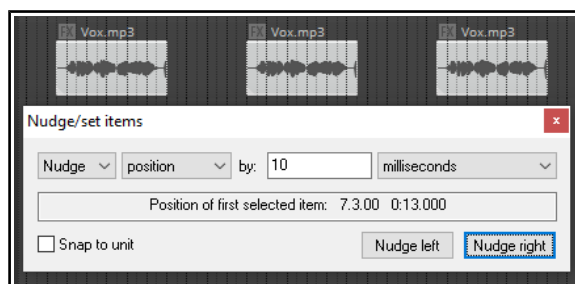 FX Vox.mp3 FX Vox.mp3 FX Vox.mp3
Nudge/set items x
Nudge position by: 10 milliseconds
Position of first selected item: 7.3.00 0:13.000
Snap to unit Nudge left Nudge right